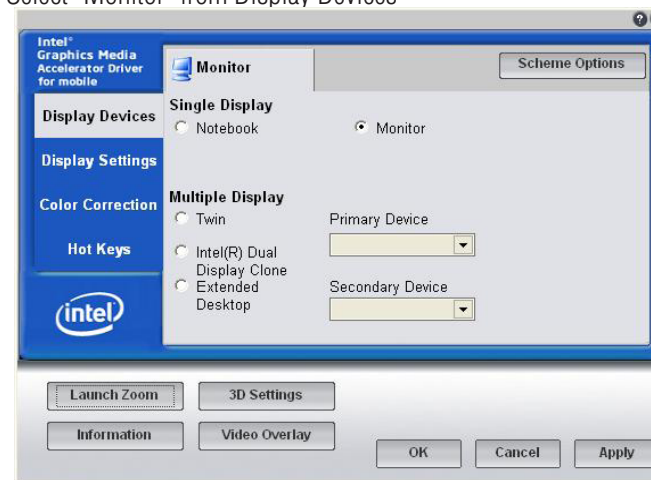 Select "Monitor" from Display Devices
Intel®
Graphics Media
Accelerator Driver
for mobile
Monitor
Scheme Options
Display Devices
Display Settings
Color Correction
Hot Keys
intel
Single Display
Notebook
Monitor
Multiple Display
Twin
Primary Device
Intel(R) Dual
Display Clone
Extended
Desktop
Secondary Device
Launch Zoom
3D Settings
Information
Video Overlay
OK
Cancel
Apply